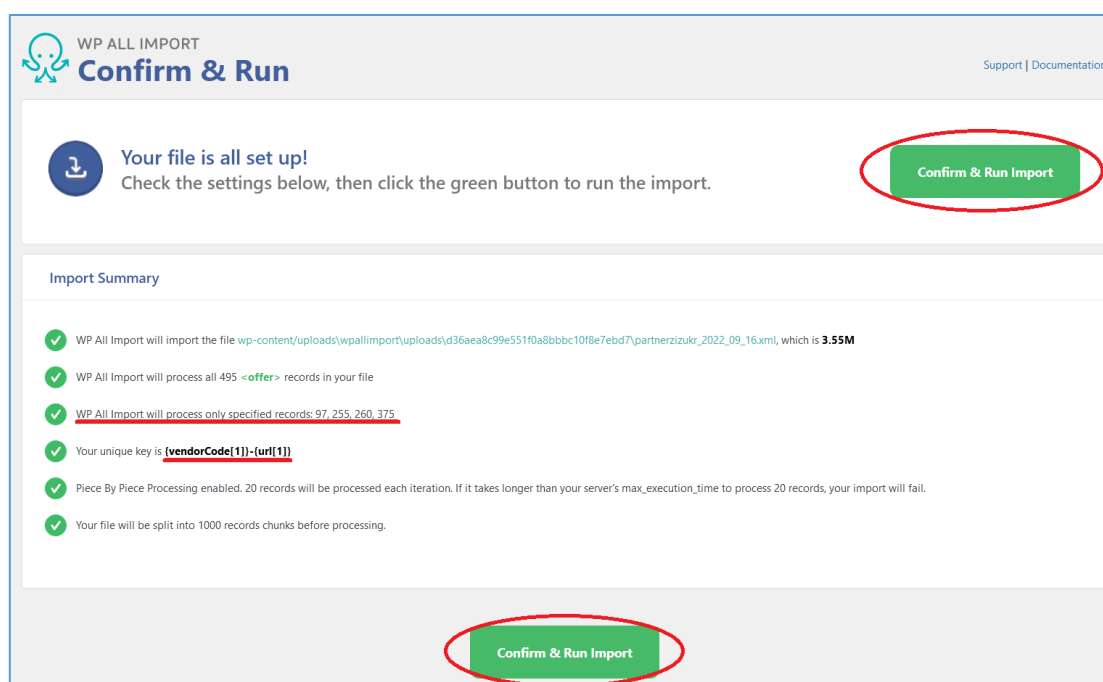 WP ALL IMPORT
Confirm & Run
Support | Documentation
Your file is all set up!
Check the settings below, then click the green button to run the import.
Confirm & Run Import
Import Summary
WP All Import will import the file wp-content/uploads\wpallimport\uploads\d36aea8c99e551f0a8bbbc10f8e7ebd7\partnerzizukr_2022_09_16.xml, which is 3.55M
WP All Import will process all 495 <offer> records in your file
WP All Import will process only specified records: 97, 255, 260, 375
Your unique key is {vendorCode[1]}-{url[1]}
Piece By Piece Processing enabled. 20 records will be processed each iteration. If it takes longer than your server's max_execution_time to process 20 records, your import will fail.
Your file will be split into 1000 records chunks before processing.
Confirm & Run Import